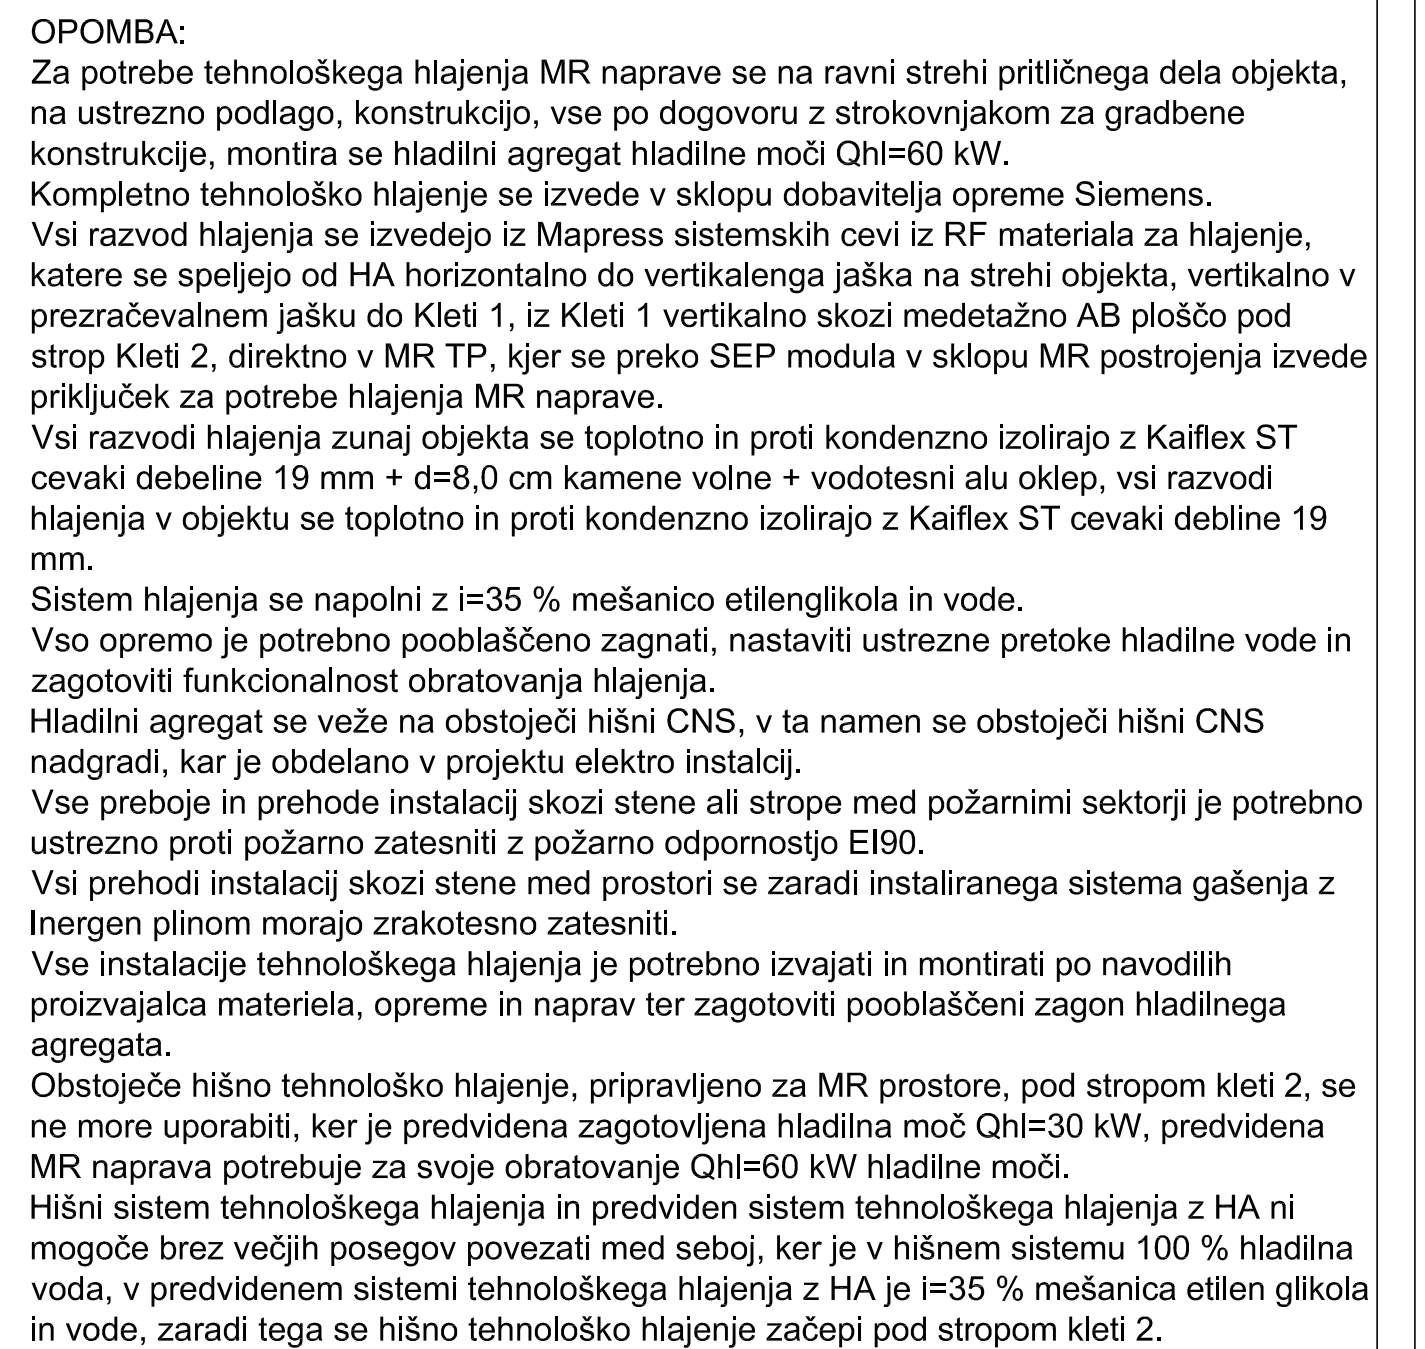 OPOMBA:
Za potrebe tehnološkega hlajenja MR naprave se na ravni strehi pritličnega dela objekta,
na ustrezno podlago, konstrukcijo, vse po dogovoru z strokovnjakom za gradbene
konstrukcije, montira se hladilni agregat hladilne moči Qhl=60 kW.
Kompletno tehnološko hlajenje se izvede v sklopu dobavitelja opreme Siemens.
Vsi razvod hlajenja se izvedejo iz Mapress sistemskih cevi iz RF materiala za hlajenje,
katere se speljejo od HA horizontalno do vertikalenga jaška na strehi objekta, vertikalno v
prezračevalnem jašku do Kleti 1, iz Kleti 1 vertikalno skozi medetažno AB ploščo pod
strop Kleti 2, direktno v MR TP, kjer se preko SEP modula v sklopu MR postrojenja izvede
priključek za potrebe hlajenja MR naprave.
Vsi razvodi hlajenja zunaj objekta se toplotno in proti kondenzno izolirajo z Kaiflex ST
cevaki debeline 19 mm + d=8,0 cm kamene volne + vodotesni alu oklep, vsi razvodi
hlajenja v objektu se toplotno in proti kondenzno izolirajo z Kaiflex ST cevaki debline 19
mm.
Sistem hlajenja se napolni z i=35 % mešanico etilenglikola in vode.
Vso opremo je potrebno pooblaščeno zagnati, nastaviti ustrezne pretoke hladilne vode in
zagotoviti funkcionalnost obratovanja hlajenja.
Hladilni agregat se veže na obstoječi hišni CNS, v ta namen se obstoječi hišni CNS
nadgradi, kar je obdelano v projektu elektro instalcij.
Vse preboje in prehode instalacij skozi stene ali strope med požarnimi sektorji je potrebno
ustrezno proti požarno zatesniti z požarno odpornostjo EI90.
Vsi prehodi instalacij skozi stene med prostori se zaradi instaliranega sistema gašenja z
Inergen plinom morajo zrakotesno zatesniti.
Vse instalacije tehnološkega hlajenja je potrebno izvajati in montirati po navodilih
proizvajalca materiela, opreme in naprav ter zagotoviti pooblaščeni zagon hladilnega
agregata.
Obstoječe hišno tehnološko hlajenje, pripravljeno za MR prostore, pod stropom kleti 2, se
ne more uporabiti, ker je predvidena zagotovljena hladilna moč Qhl=30 kW, predvidena
MR naprava potrebuje za svoje obratovanje Qhl=60 kW hladilne moči.
Hišni sistem tehnološkega hlajenja in predviden sistem tehnološkega hlajenja z HA ni
mogoče brez večjih posegov povezati med seboj, ker je v hišnem sistemu 100 % hladilna
voda, v predvidenem sistemi tehnološkega hlajenja z HA je i=35 % mešanica etilen glikola
in vode, zaradi tega se hišno tehnološko hlajenje začepi pod stropom kleti 2.